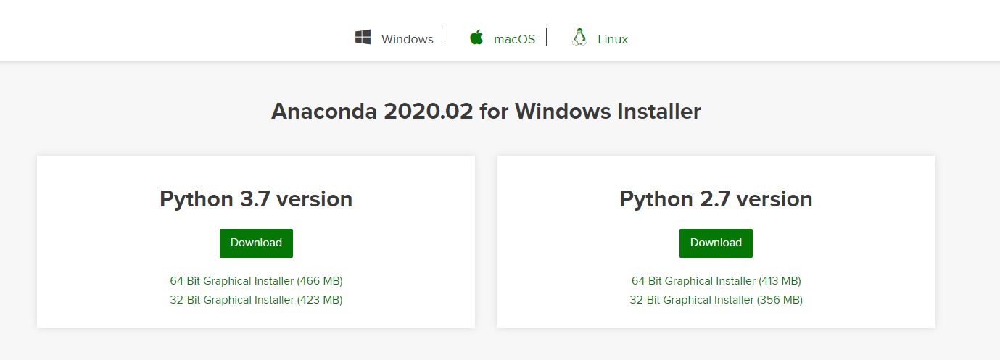 Windows macOS Linux
Anaconda 2020.02 for Windows Installer
Python 3.7 version
Download
64-Bit Graphical Installer (466 MB)
32-Bit Graphical Installer (423 MB)
Python 2.7 version
Download
64-Bit Graphical Installer (413 MB)
32-Bit Graphical Installer (356 MB)